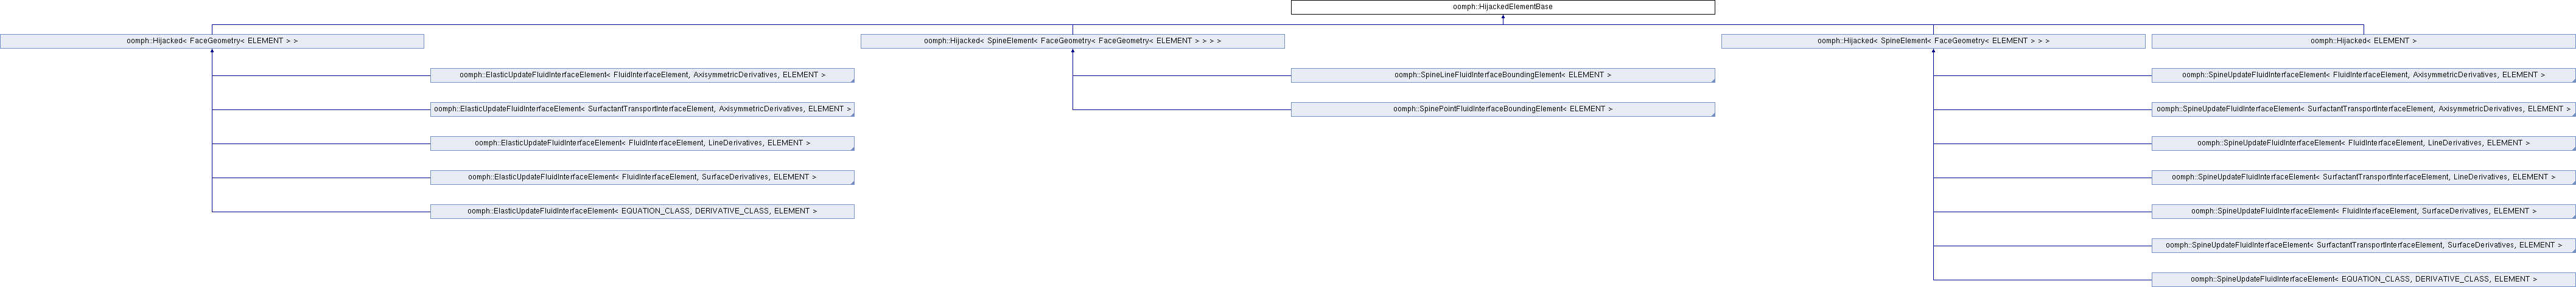 oomph::HijackedElementBase
oomph::Hijacked< FaceGeometry< ELEMENT > >
oomph::Hijacked< SpineElement< FaceGeometry< FaceGeometry< ELEMENT > > > >
oomph::Hijacked< SpineElement< FaceGeometry< ELEMENT > > >
oomph::Hijacked< ELEMENT >
oomph::ElasticUpdateFluidInterfaceElement< FluidInterfaceElement, AxisymmetricDerivatives, ELEMENT >
oomph::SpineLineFluidInterfaceBoundingElement< ELEMENT >
oomph::SpineUpdateFluidInterfaceElement< FluidInterfaceElement, AxisymmetricDerivatives, ELEMENT >
oomph::ElasticUpdateFluidInterfaceElement< SurfactantTransportInterfaceElement, AxisymmetricDerivatives, ELEMENT >
oomph::SpinePointFluidInterfaceBoundingElement< ELEMENT >
oomph::SpineUpdateFluidInterfaceElement< SurfactantTransportInterfaceElement, AxisymmetricDerivatives, ELEMENT >
oomph::ElasticUpdateFluidInterfaceElement< FluidInterfaceElement, LineDerivatives, ELEMENT >
oomph::SpineUpdateFluidInterfaceElement< FluidInterfaceElement, LineDerivatives, ELEMENT >
oomph::ElasticUpdateFluidInterfaceElement< FluidInterfaceElement, SurfaceDerivatives, ELEMENT >
oomph::SpineUpdateFluidInterfaceElement< SurfactantTransportInterfaceElement, LineDerivatives, ELEMENT >
oomph::ElasticUpdateFluidInterfaceElement< EQUATION_CLASS, DERIVATIVE_CLASS, ELEMENT >
oomph::SpineUpdateFluidInterfaceElement< FluidInterfaceElement, SurfaceDerivatives, ELEMENT >
oomph::SpineUpdateFluidInterfaceElement< SurfactantTransportInterfaceElement, SurfaceDerivatives, ELEMENT >
oomph::SpineUpdateFluidInterfaceElement< EQUATION_CLASS, DERIVATIVE_CLASS, ELEMENT >